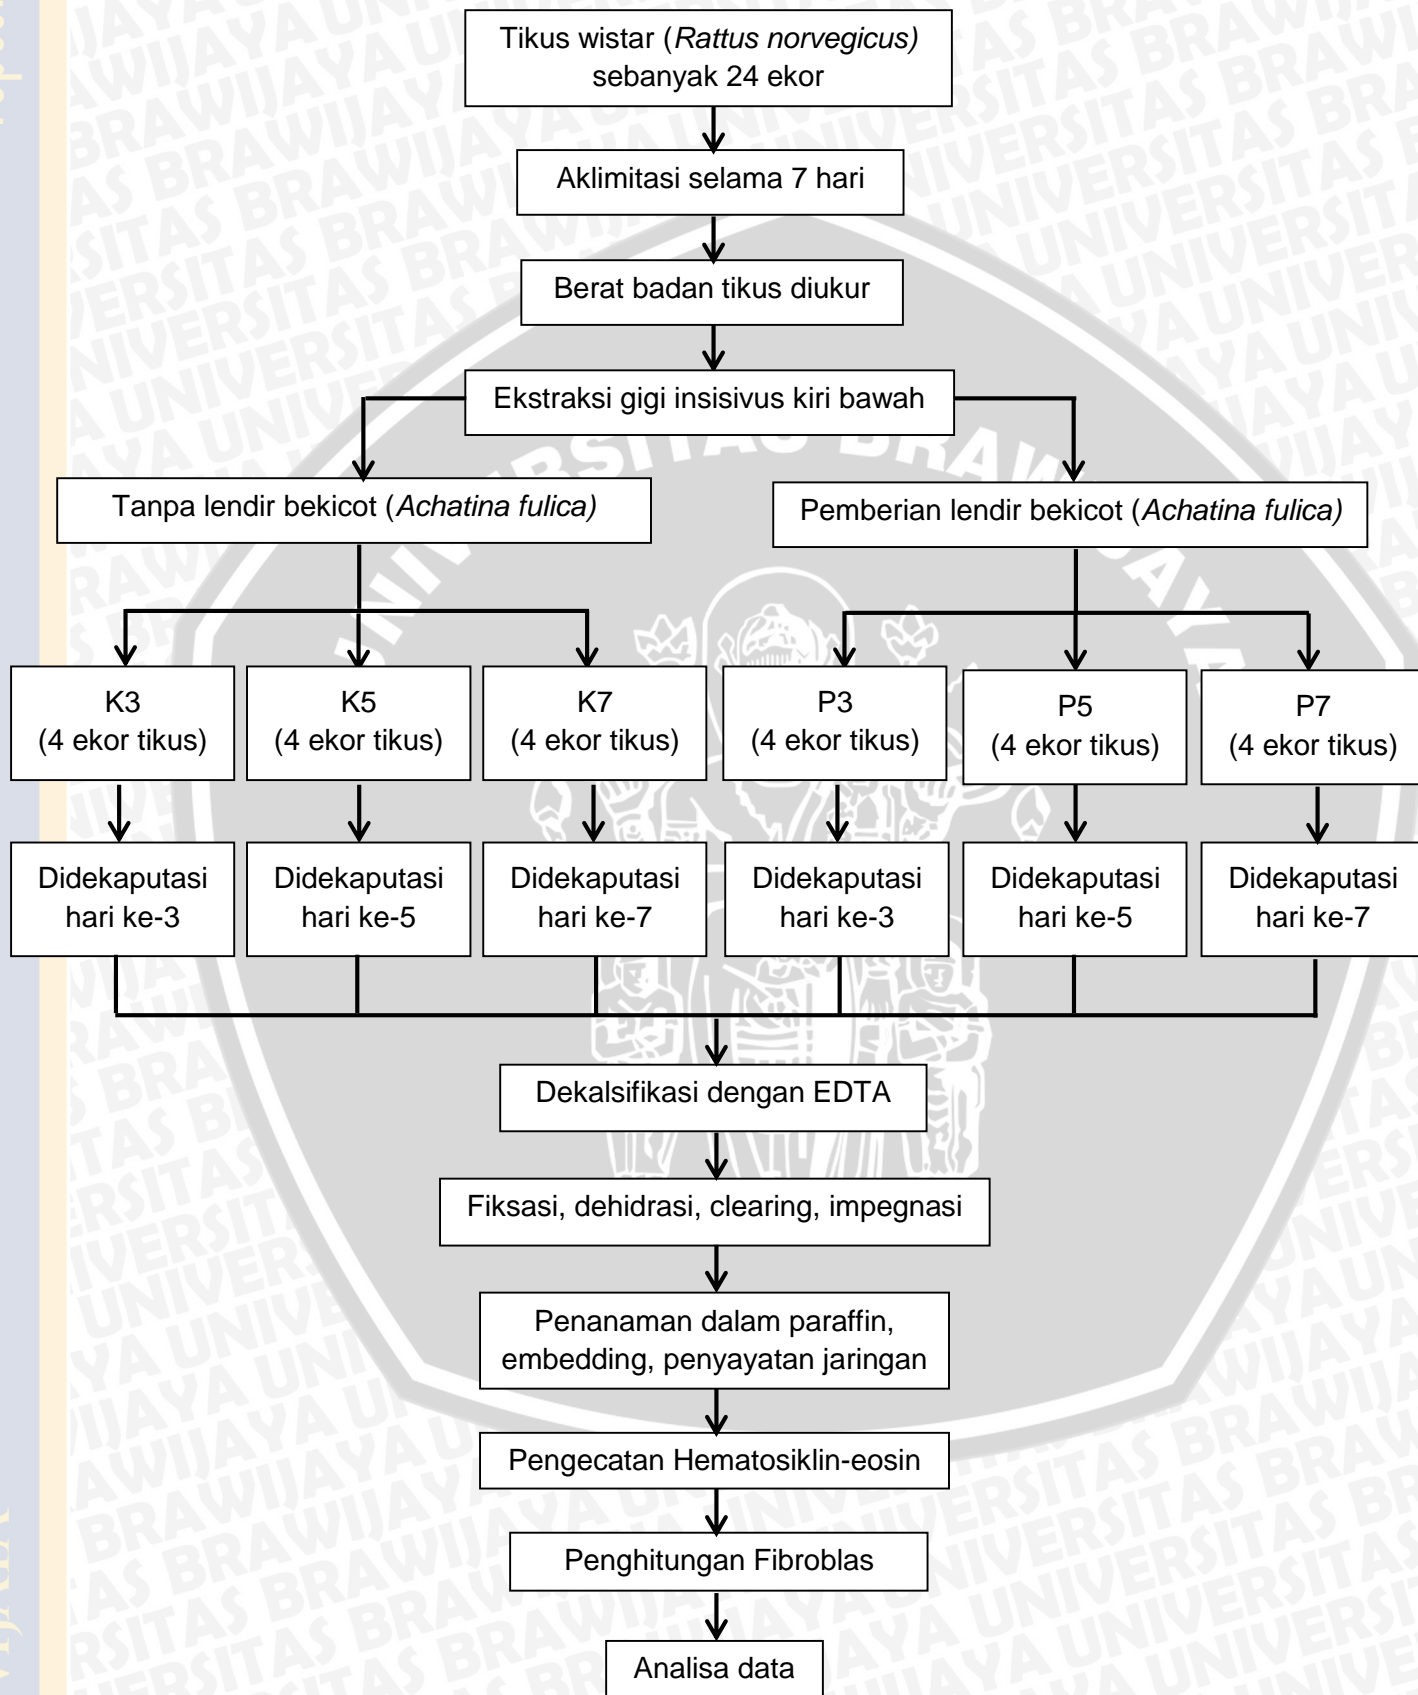 Tikus wistar (Rattus norvegicus)
sebanyak 24 ekor
Aklimitasi selama 7 hari
Berat badan tikus diukur
Ekstraksi gigi insisivus kiri bawah
Tanpa lendir bekicot (Achatina fulica)
Pemberian lendir bekicot (Achatina fulica)
K3
(4 ekor tikus)
K5
(4 ekor tikus)
K7
(4 ekor tikus)
P3
(4 ekor tikus)
P5
(4 ekor tikus)
P7
(4 ekor tikus)
Didekaputasi
hari ke-3
Didekaputasi
hari ke-5
Didekaputasi
hari ke-7
Didekaputasi
hari ke-3
Didekaputasi
hari ke-5
Didekaputasi
hari ke-7
Dekalsifikasi dengan EDTA
Fiksasi, dehidrasi, clearing, impegnasi
Penanaman dalam paraffin,
embedding, penyayatan jaringan
Pengecatan Hematosiklin-eosin
Penghitungan Fibroblas
Analisa data
UNIVERSITAS BRAWIJAYA